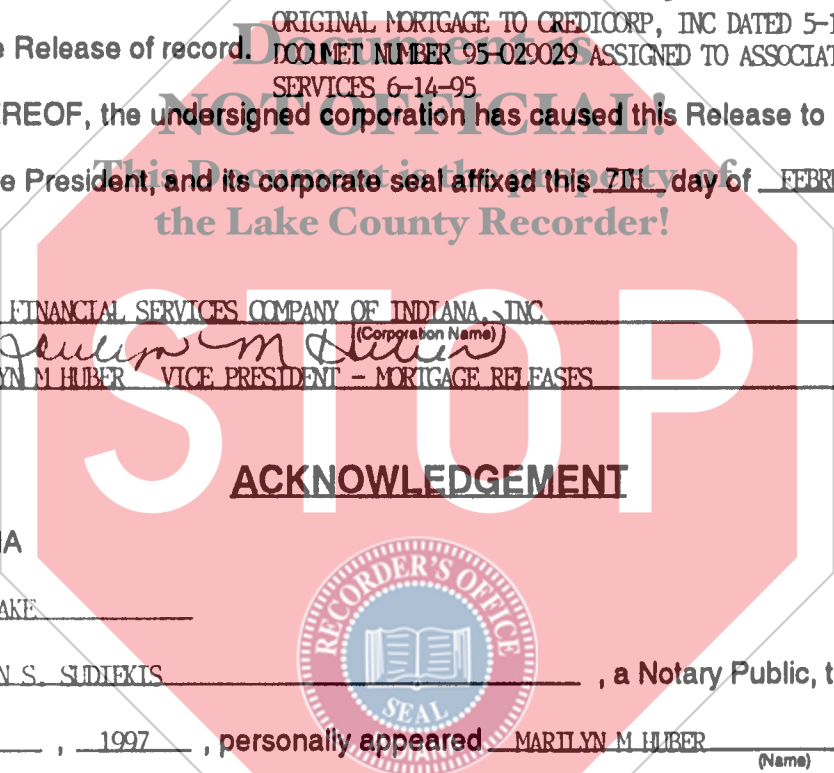 ORIGINAL MORTGAGE TO CREDICORP, INC DATED 5-1
e Release of record. DOCUMET NUMBER 95-029029 ASSIGNED TO ASSOCIAT
Document is
SERVICES 6-14-95
EREOF, the undersigned corporation has caused this Release to
NOT OFFICIAL!
e President, and its corporate seal affixed this 7TH day of FEBR
This Document is the property of
the Lake County Recorder!
FINANCIAL SERVICES COMPANY OF INDIANA, INC
(Corporation Name)
YN M HUBER VICE PRESIDENT - MORTGAGE RELEASES
STOP
ACKNOWLEDGEMENT
IA
AKE
RECORDER'S OFFICE
N S. SUDIEKIS , a Notary Public, t
SEAL
, 1997 , personally appeared MARILYN M HUBER
(Name)